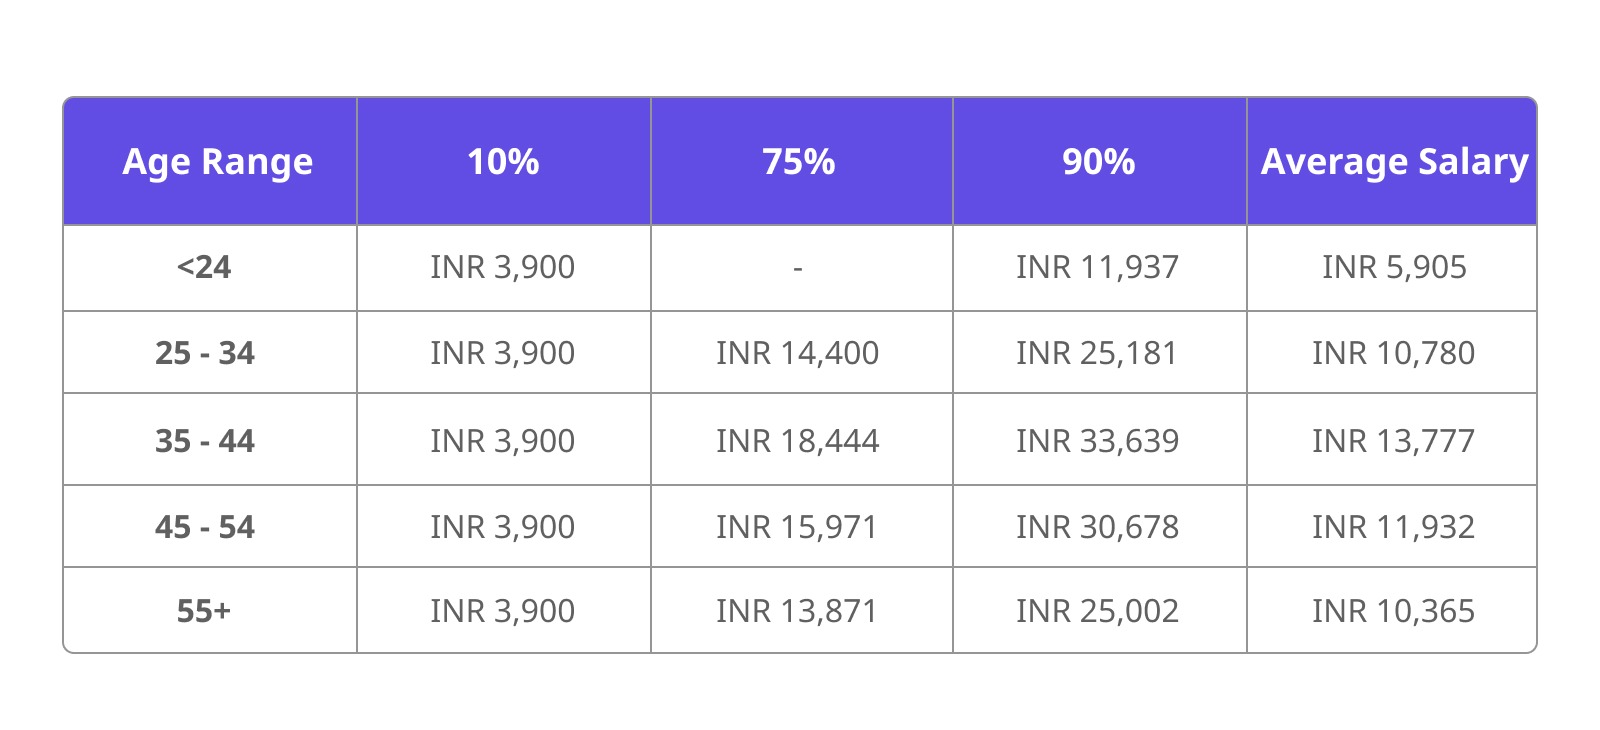 Age Range 10% 75% 90% Average Salary
<24 INR 3,900 - INR 11,937 INR 5,905
25 - 34 INR 3,900 INR 14,400 INR 25,181 INR 10,780
35 - 44 INR 3,900 INR 18,444 INR 33,639 INR 13,777
45 - 54 INR 3,900 INR 15,971 INR 30,678 INR 11,932
55+ INR 3,900 INR 13,871 INR 25,002 INR 10,365